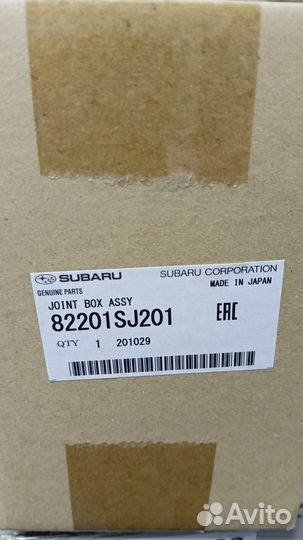 SUBARU
SUBARU CORPORATION
GENUINE PARTS
MADE IN JAPAN
JOINT BOX ASSY
82201SJ201
EAC
QTY 1 201029
Avito